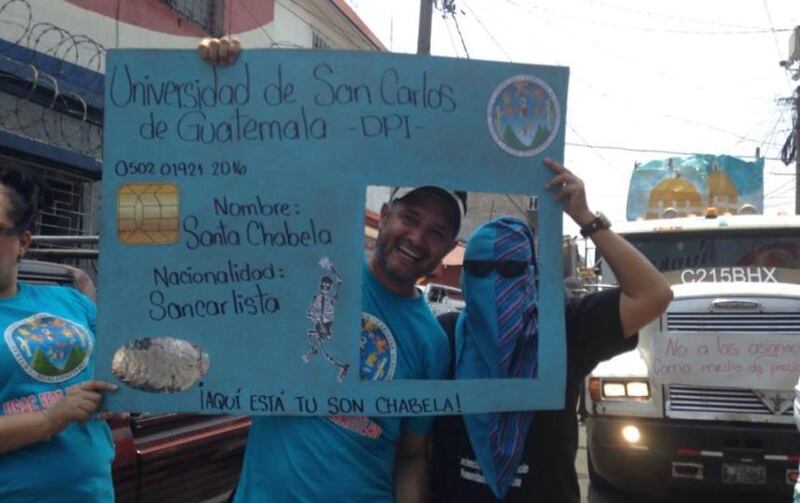 Universidad de San Carlos
de Guatemala -DPI-
0502 01921 2016
Nombre:
Santa Chabela
Nacionalidad:
Sancarlista
¡AQUÍ ESTÁ TU SON CHABELA!
C215BHX
No a las
Como medio de
USAC